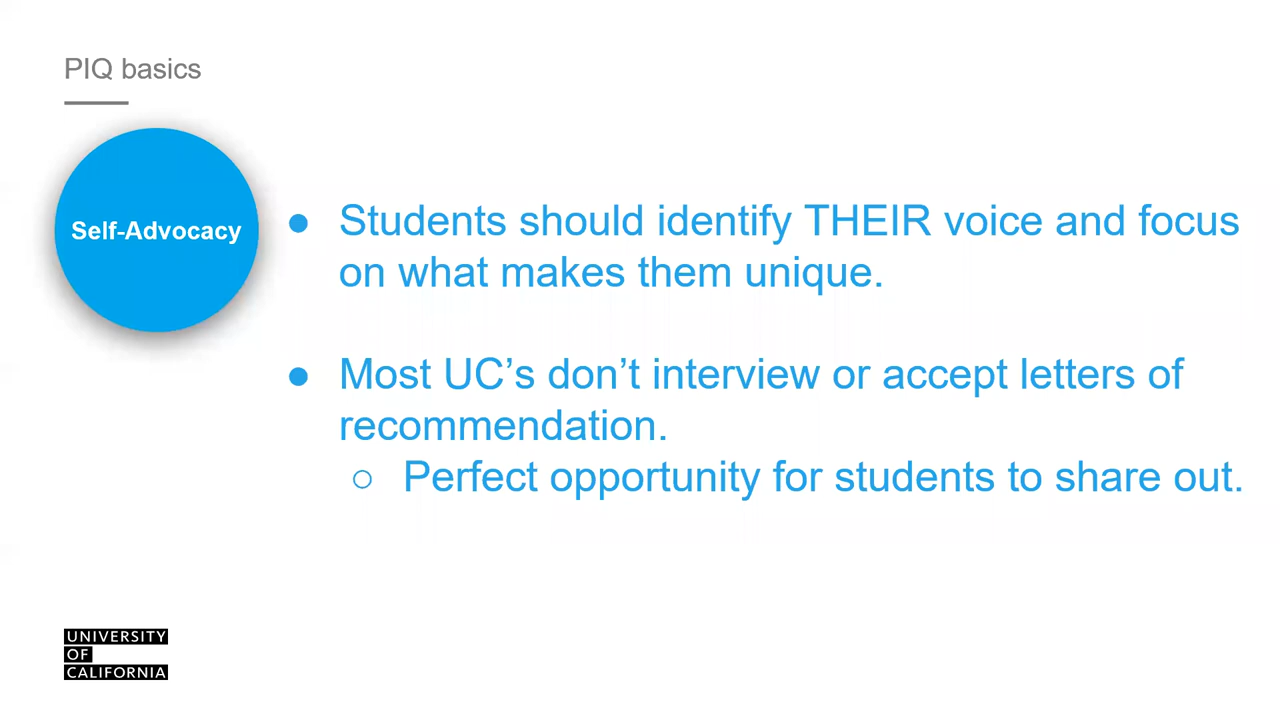 PIQ basics
Self-Advocacy
● Students should identify THEIR voice and focus
on what makes them unique.
● Most UC’s don’t interview or accept letters of
recommendation.
○ Perfect opportunity for students to share out.
UNIVERSITY
OF
CALIFORNIA